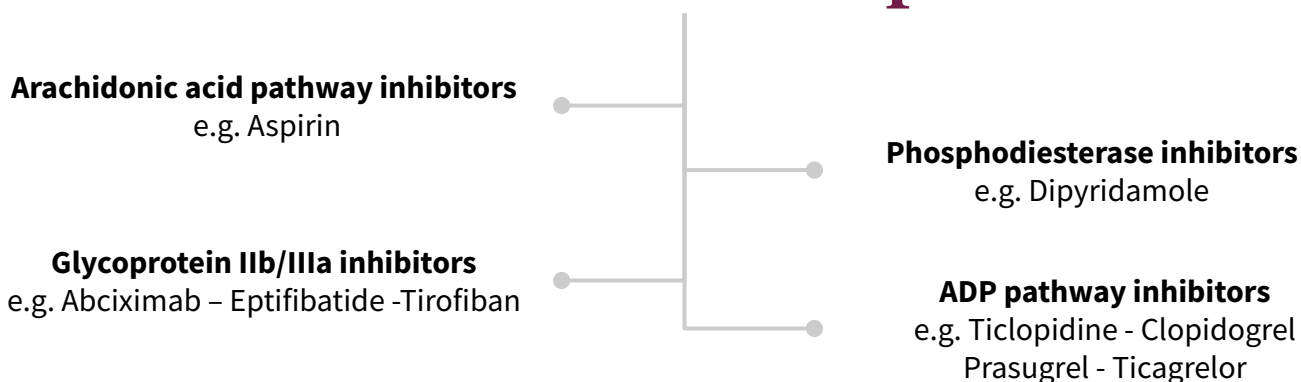 Arachidonic acid pathway inhibitors
e.g. Aspirin
Phosphodiesterase inhibitors
e.g. Dipyridamole
Glycoprotein IIb/IIIa inhibitors
e.g. Abciximab – Eptifibatide -Tirofiban
ADP pathway inhibitors
e.g. Ticlopidine - Clopidogrel
Prasugrel - Ticagrelor